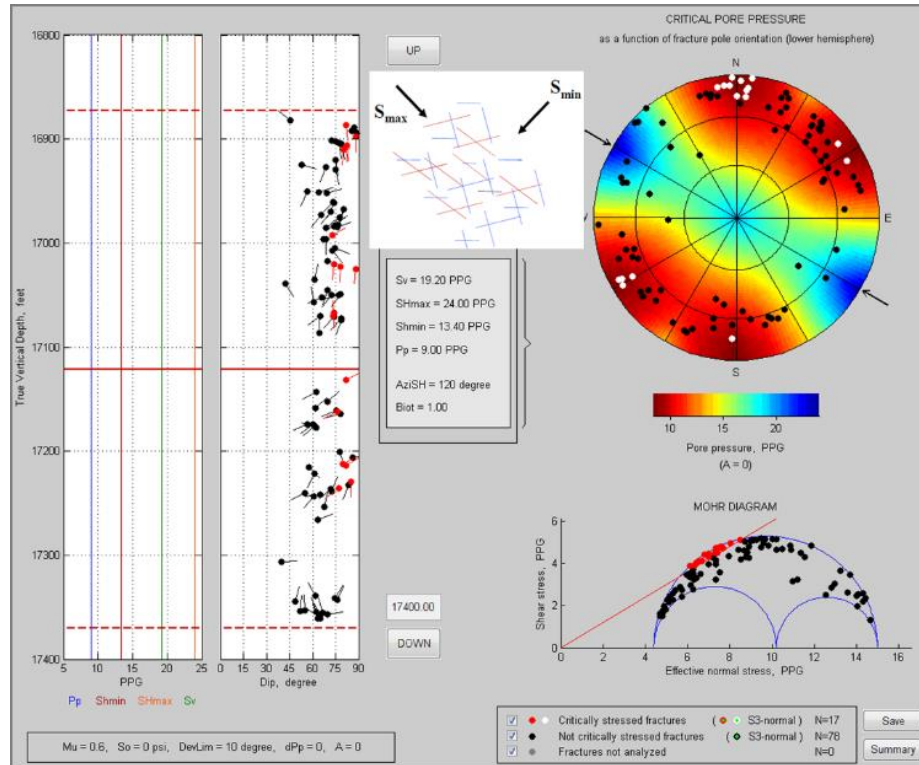 CRITICAL PORE PRESSURE
as a function of fracture pole orientation (lower hemisphere)
16800
16900
17000
17100
17200
17300
17400
True Vertical Depth, feet
5 10 15 20 25
PPG
Pp Shmin SHmax Sv
0 15 30 45 60 75 90
Dip, degree
UP
Smax
Smin
Sv = 19.20 PPG
SHmax = 24.00 PPG
Shmin = 13.40 PPG
Pp = 9.00 PPG
AziSH = 120 degree
Biot = 1.00
17400.00
DOWN
N
E
S
10 15 20
Pore pressure, PPG
(A = 0)
MOHR DIAGRAM
6
4
2
0
Shear stress, PPG
0 2 4 6 8 10 12 14 16
Effective normal stress, PPG
Mu = 0.6, So = 0 psi, DevLim = 10 degree, dPp = 0, A = 0
Critically stressed fractures ( S3-normal ) N=17
Not critically stressed fractures ( S3-normal ) N=78
Fractures not analyzed N=0
Save
Summary